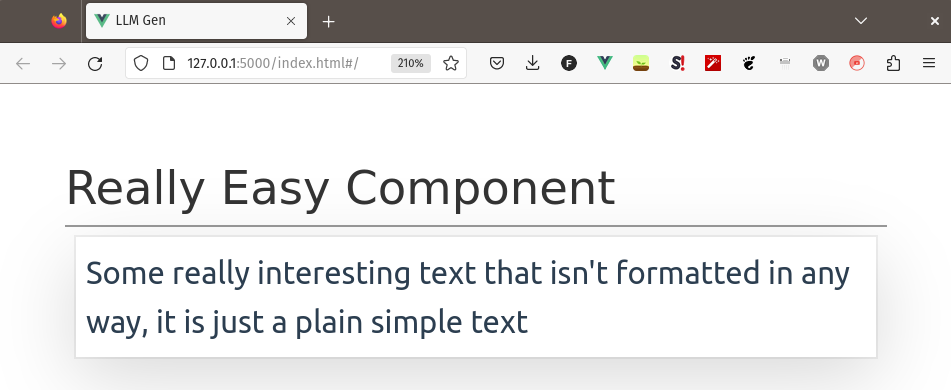 LLM Gen
127.0.0.1:5000/index.html#/
210%
F
S!
W
Really Easy Component
Some really interesting text that isn't formatted in any
way, it is just a plain simple text